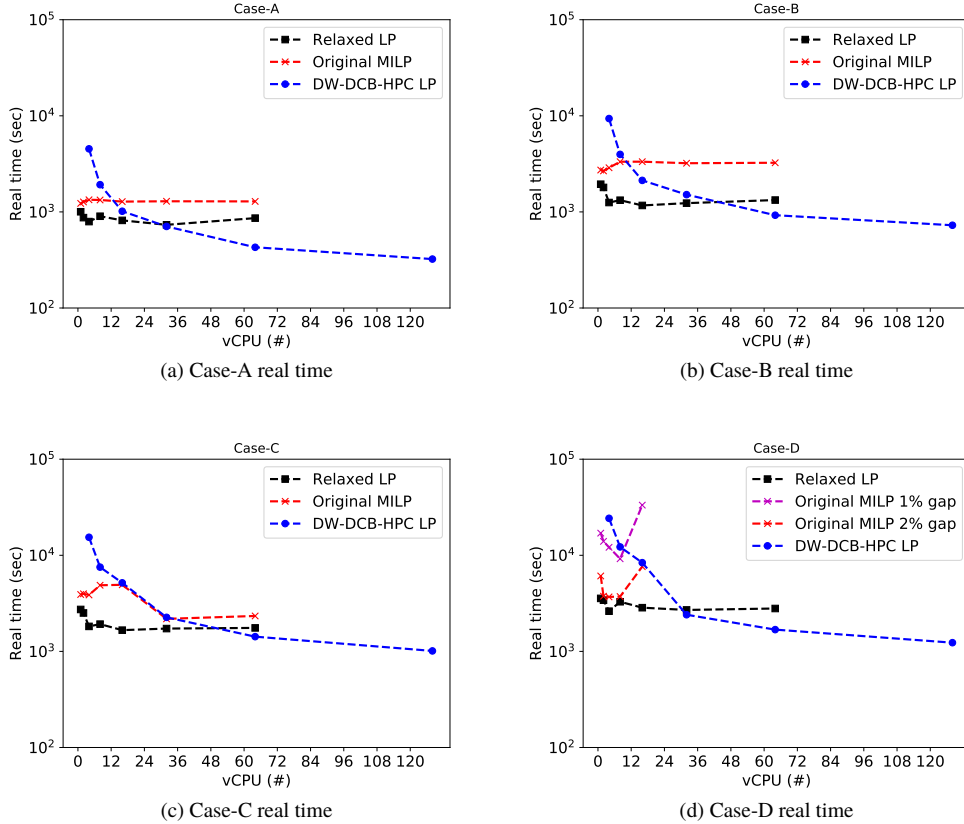 Case-A
Real time (sec)
10^5
10^4
10^3
10^2
Relaxed LP
Original MILP
DW-DCB-HPC LP
0 12 24 36 48 60 72 84 96 108 120
vCPU (#)
(a) Case-A real time
Case-B
Real time (sec)
10^5
10^4
10^3
10^2
Relaxed LP
Original MILP
DW-DCB-HPC LP
0 12 24 36 48 60 72 84 96 108 120
vCPU (#)
(b) Case-B real time
Case-C
Real time (sec)
10^5
10^4
10^3
10^2
Relaxed LP
Original MILP
DW-DCB-HPC LP
0 12 24 36 48 60 72 84 96 108 120
vCPU (#)
(c) Case-C real time
Case-D
Real time (sec)
10^5
10^4
10^3
10^2
Relaxed LP
Original MILP 1% gap
Original MILP 2% gap
DW-DCB-HPC LP
0 12 24 36 48 60 72 84 96 108 120
vCPU (#)
(d) Case-D real time